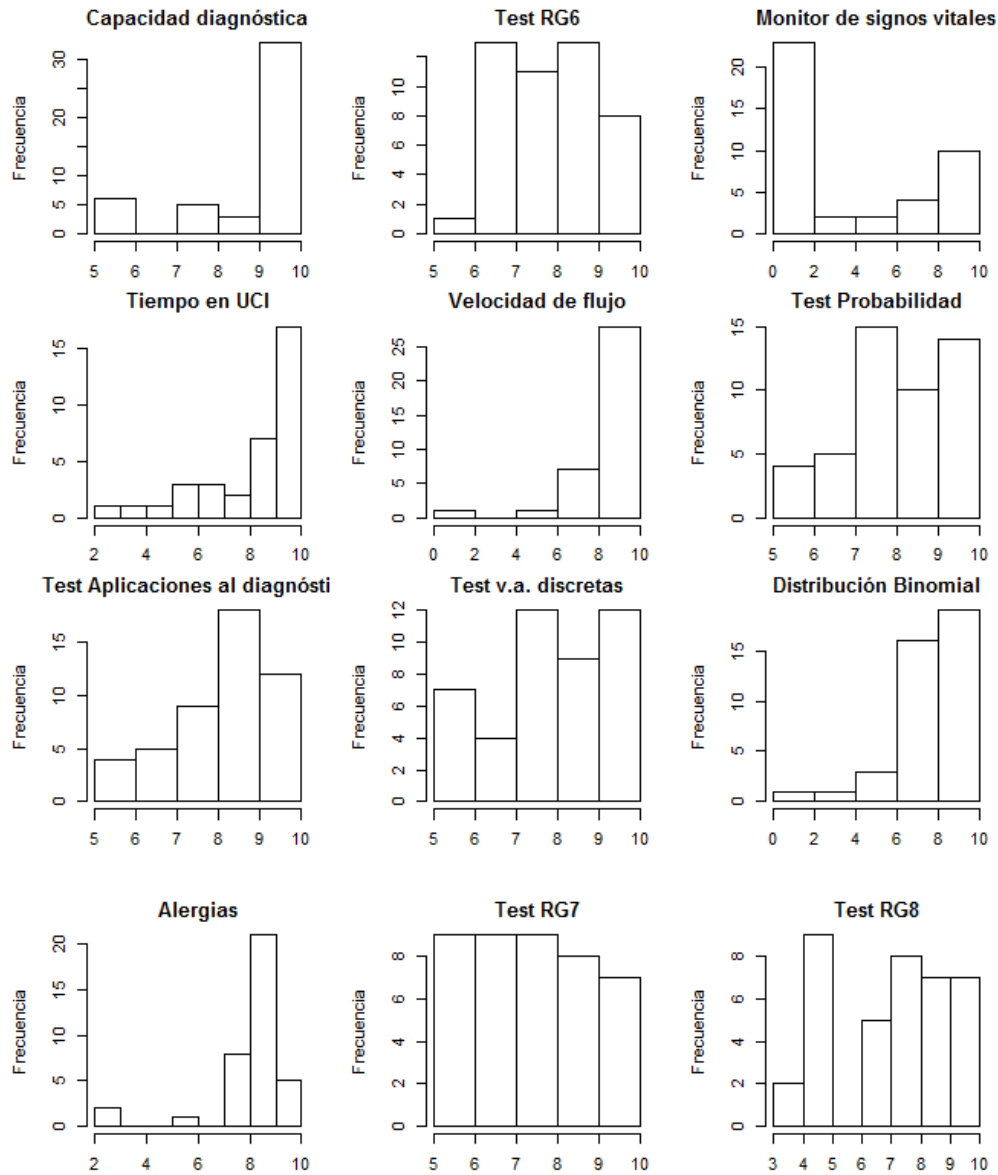 Capacidad diagnóstica
Frecuencia
0 5 10 20 30
5 6 7 8 9 10
Test RG6
Frecuencia
0 2 4 6 8 10
5 6 7 8 9 10
Monitor de signos vitales
Frecuencia
0 5 10 15 20
0 2 4 6 8 10
Tiempo en UCI
Frecuencia
0 5 10 15
2 4 6 8 10
Velocidad de flujo
Frecuencia
0 5 10 15 20 25
0 2 4 6 8 10
Test Probabilidad
Frecuencia
0 5 10 15
5 6 7 8 9 10
Test Aplicaciones al diagnósti
Frecuencia
0 5 10 15
5 6 7 8 9 10
Test v.a. discretas
Frecuencia
0 2 4 6 8 10 12
5 6 7 8 9 10
Distribución Binomial
Frecuencia
0 5 10 15
0 2 4 6 8 10
Alergias
Frecuencia
0 5 10 15 20
2 4 6 8 10
Test RG7
Frecuencia
0 2 4 6 8
5 6 7 8 9 10
Test RG8
Frecuencia
0 2 4 6 8
3 4 5 6 7 8 9 10